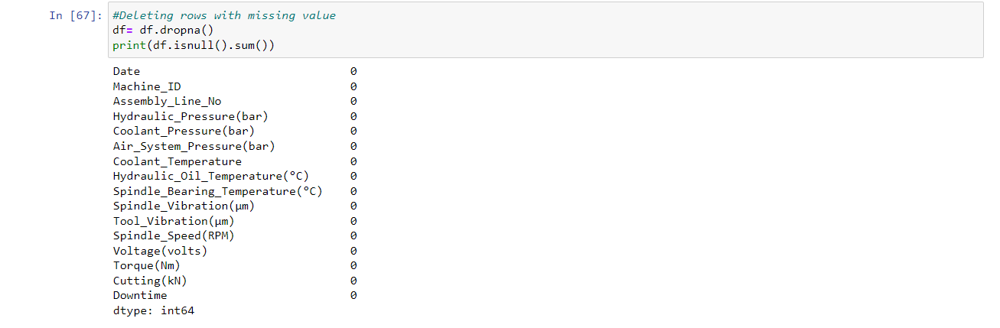 In [67]: #Deleting rows with missing value
df= df.dropna()
print(df.isnull().sum())
Date 0
Machine_ID 0
Assembly_Line_No 0
Hydraulic_Pressure(bar) 0
Coolant_Pressure(bar) 0
Air_System_Pressure(bar) 0
Coolant_Temperature 0
Hydraulic_Oil_Temperature(°C) 0
Spindle_Bearing_Temperature(°C) 0
Spindle_Vibration(μm) 0
Tool_Vibration(μm) 0
Spindle_Speed(RPM) 0
Voltage(volts) 0
Torque(Nm) 0
Cutting(kN) 0
Downtime 0
dtype: int64